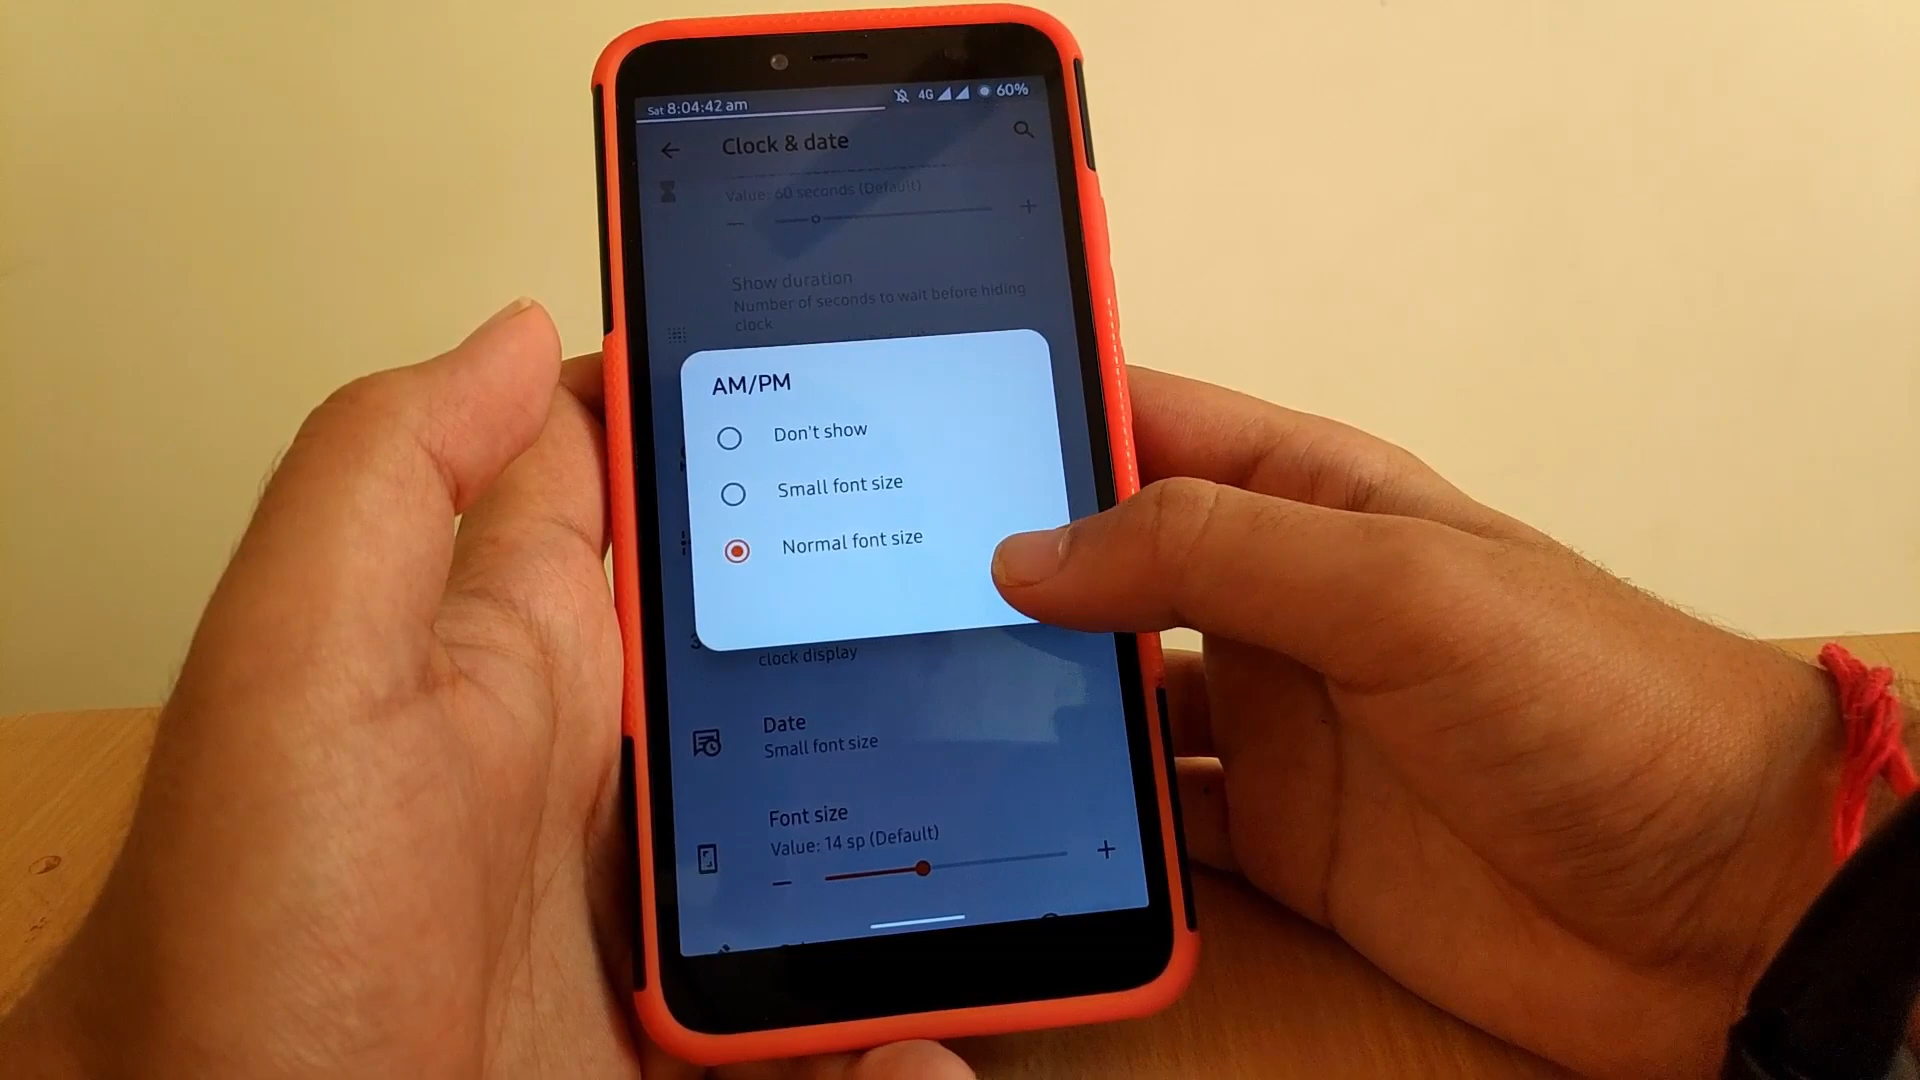 Sat 8:04:42 am 4G 60%
Clock & date
Value: 60 seconds (Default)
Show duration
Number of seconds to wait before hiding
clock
AM/PM
Don't show
Small font size
Normal font size
clock display
Date
Small font size
Font size
Value: 14 sp (Default)